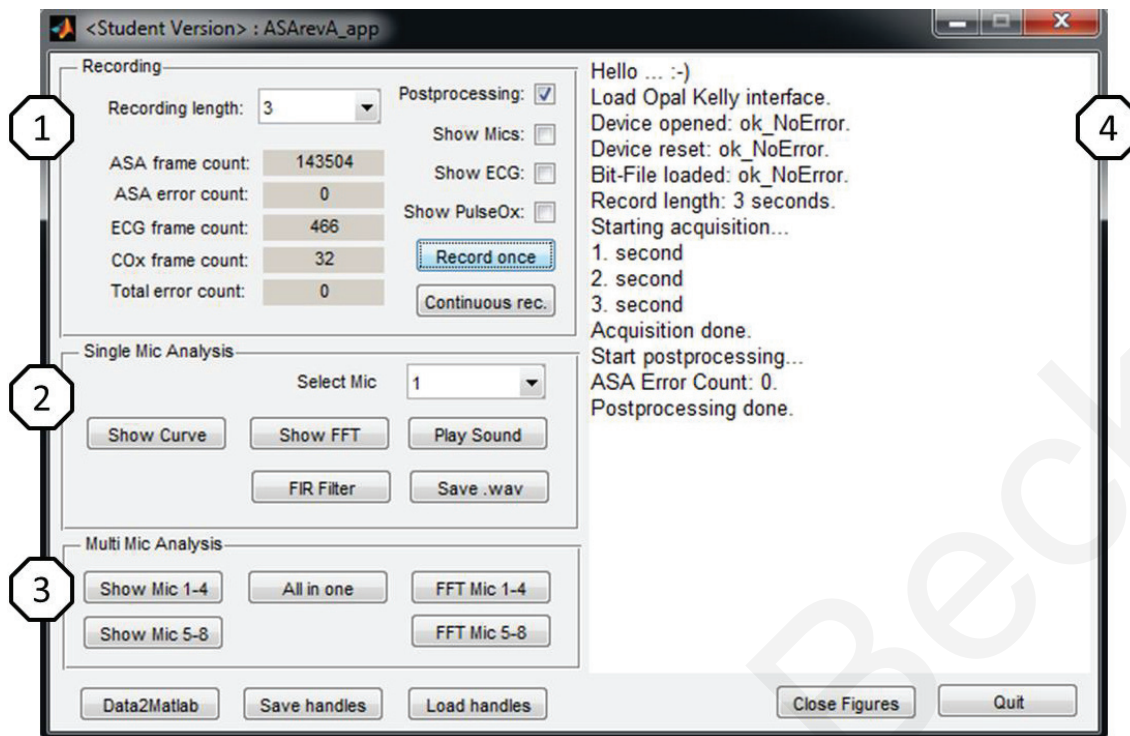 <Student Version> : ASArevA_app
1
Recording
Recording length: 3
Postprocessing:
Show Mics:
Show ECG:
Show PulseOx:
ASA frame count: 143504
ASA error count: 0
ECG frame count: 466
COx frame count: 32
Total error count: 0
Record once
Continuous rec.
2
Single Mic Analysis
Select Mic 1
Show Curve Show FFT Play Sound
FIR Filter Save .wav
3
Multi Mic Analysis
Show Mic 1-4 All in one FFT Mic 1-4
Show Mic 5-8 FFT Mic 5-8
Data2Matlab Save handles Load handles
4
Hello ... :-)
Load Opal Kelly interface.
Device opened: ok_NoError.
Device reset: ok_NoError.
Bit-File loaded: ok_NoError.
Record length: 3 seconds.
Starting acquisition...
1. second
2. second
3. second
Acquisition done.
Start postprocessing...
ASA Error Count: 0.
Postprocessing done.
Close Figures Quit